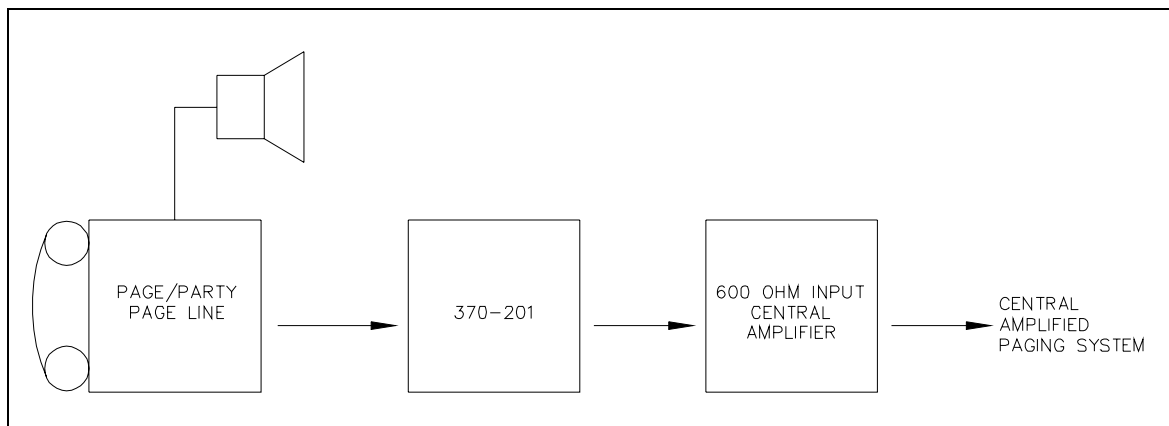 PAGE/PARTY
PAGE LINE
370-201
600 OHM INPUT
CENTRAL
AMPLIFIER
CENTRAL
AMPLIFIED
PAGING SYSTEM